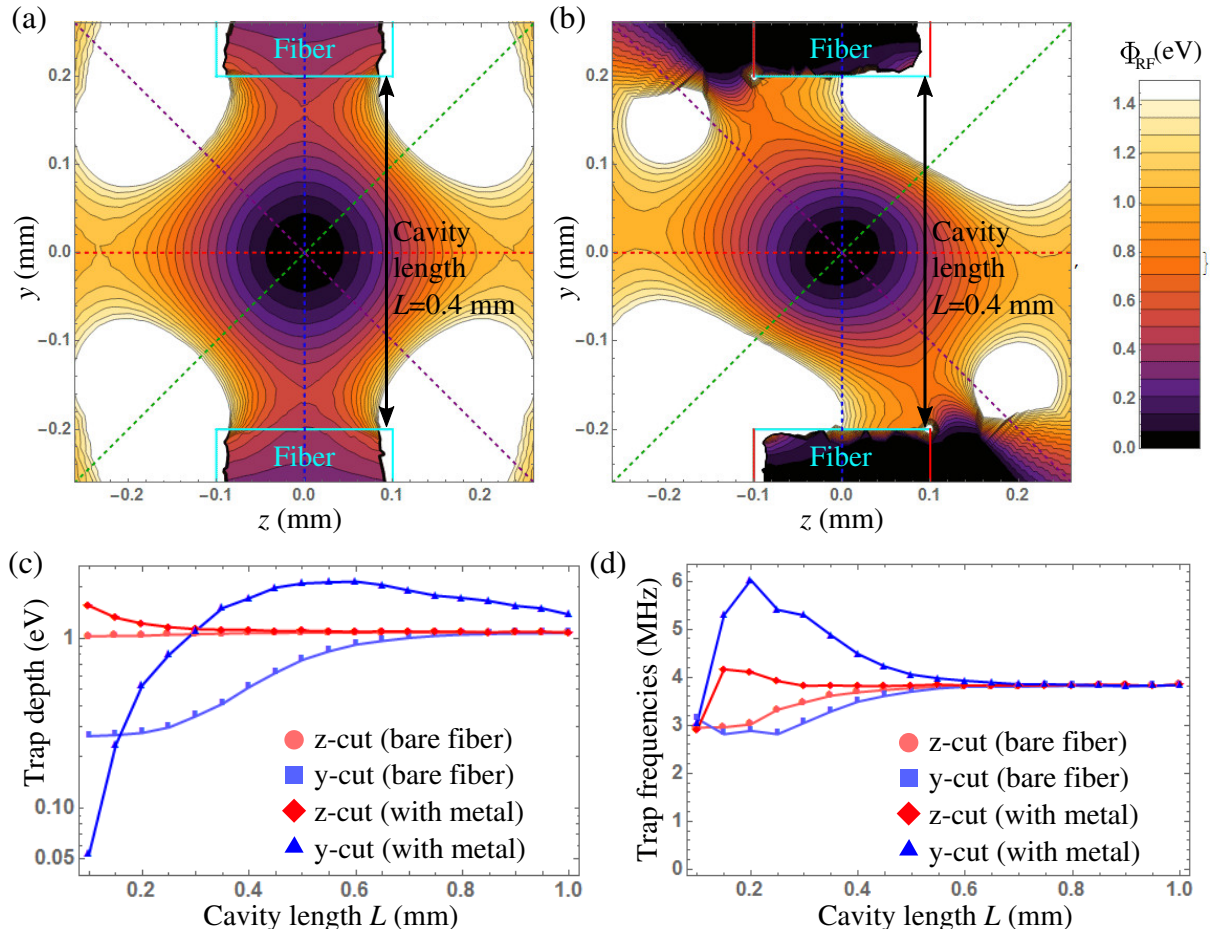 (a)
Fiber
0.2
0.1
0.0
−0.1
−0.2
y (mm)
Cavity
length
L=0.4 mm
Fiber
−0.2
−0.1
0.0
0.1
0.2
z (mm)
(b)
Fiber
0.2
0.1
0.0
−0.1
−0.2
y (mm)
Cavity
length
L=0.4 mm
Fiber
−0.2
−0.1
0.0
0.1
0.2
z (mm)
ΦRF(eV)
1.4
1.2
1.0
0.8
0.6
0.4
0.2
0.0
(c)
Trap depth (eV)
1
0.10
0.05
z-cut (bare fiber)
y-cut (bare fiber)
z-cut (with metal)
y-cut (with metal)
0.2
0.4
0.6
0.8
1.0
Cavity length L (mm)
(d)
Trap frequencies (MHz)
6
5
4
3
2
1
0
z-cut (bare fiber)
y-cut (bare fiber)
z-cut (with metal)
y-cut (with metal)
0.2
0.4
0.6
0.8
1.0
Cavity length L (mm)